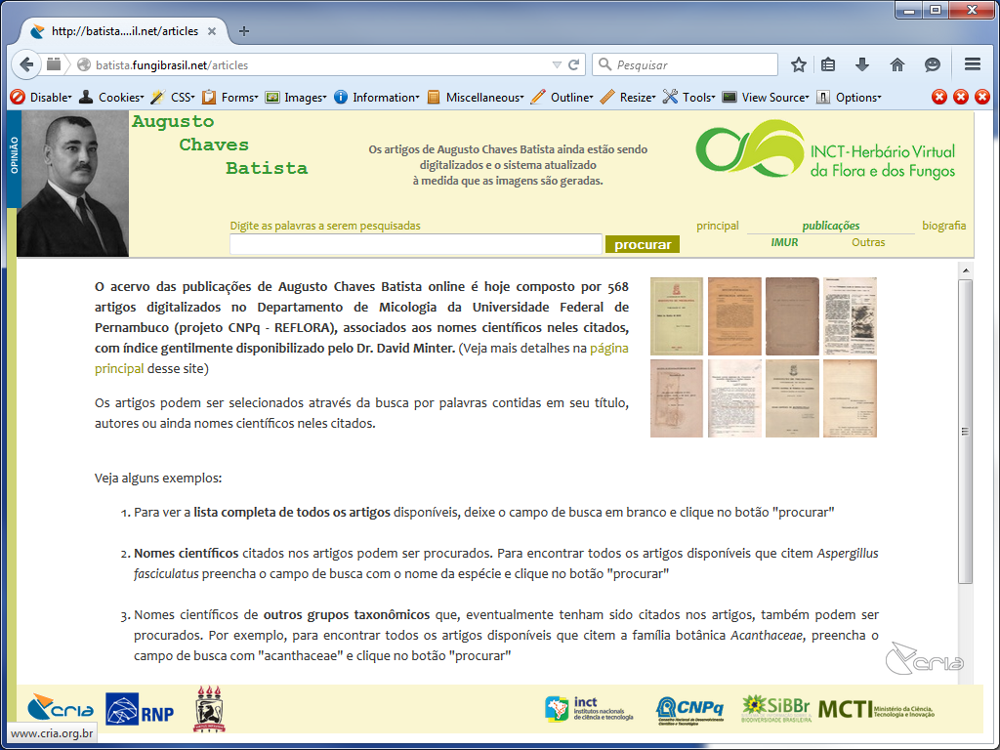 http://batista....il.net/articles
batista.fungibrasil.net/articles
Pesquisar
Disable
Cookies
CSS
Forms
Images
Information
Miscellaneous
Outline
Resize
Tools
View Source
Options
OPINIÃO
Augusto
Chaves
Batista
Os artigos de Augusto Chaves Batista ainda estão sendo
digitalizados e o sistema atualizado
à medida que as imagens são geradas.
INCT-Herbário Virtual
da Flora e dos Fungos
Digite as palavras a serem pesquisadas
procurar
principal
publicações
biografia
IMUR
Outras
O acervo das publicações de Augusto Chaves Batista online é hoje composto por 568
artigos digitalizados no Departamento de Micologia da Universidade Federal de
Pernambuco (projeto CNPq - REFLORA), associados aos nomes científicos neles citados,
com índice gentilmente disponibilizado pelo Dr. David Minter. (Veja mais detalhes na página
principal desse site)
Os artigos podem ser selecionados através da busca por palavras contidas em seu título,
autores ou ainda nomes científicos neles citados.
Veja alguns exemplos:
1. Para ver a lista completa de todos os artigos disponíveis, deixe o campo de busca em branco e clique no botão "procurar"
2. Nomes científicos citados nos artigos podem ser procurados. Para encontrar todos os artigos disponíveis que citem Aspergillus
fasciculatus preencha o campo de busca com o nome da espécie e clique no botão "procurar"
3. Nomes científicos de outros grupos taxonômicos que, eventualmente tenham sido citados nos artigos, também podem ser
procurados. Por exemplo, para encontrar todos os artigos disponíveis que citem a família botânica Acanthaceae, preencha o
campo de busca com "acanthaceae" e clique no botão "procurar"
cria
cria
RNP
inct
institutos nacionais
de ciência e tecnologia
CNPq
Conselho Nacional de Desenvolvimento
Científico e Tecnológico
SiBBr
BIODIVERSIDADE BRASILEIRA
MCTI
Ministério da Ciência,
Tecnologia e Inovação
www.cria.org.br